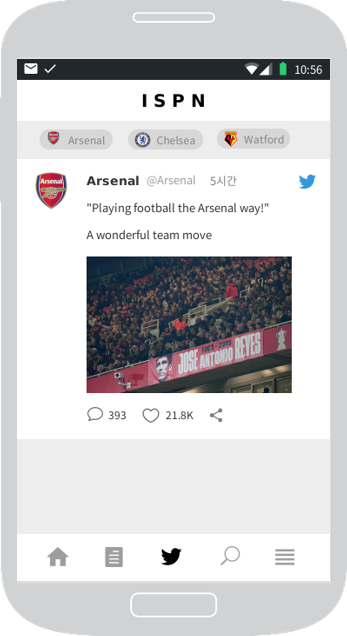 10:56
ISPN
Arsenal
Chelsea
Watford
Arsenal
Arsenal @Arsenal 5시간
"Playing football the Arsenal way!"
A wonderful team move
JOSE ANTONIO REYES
393 21.8K